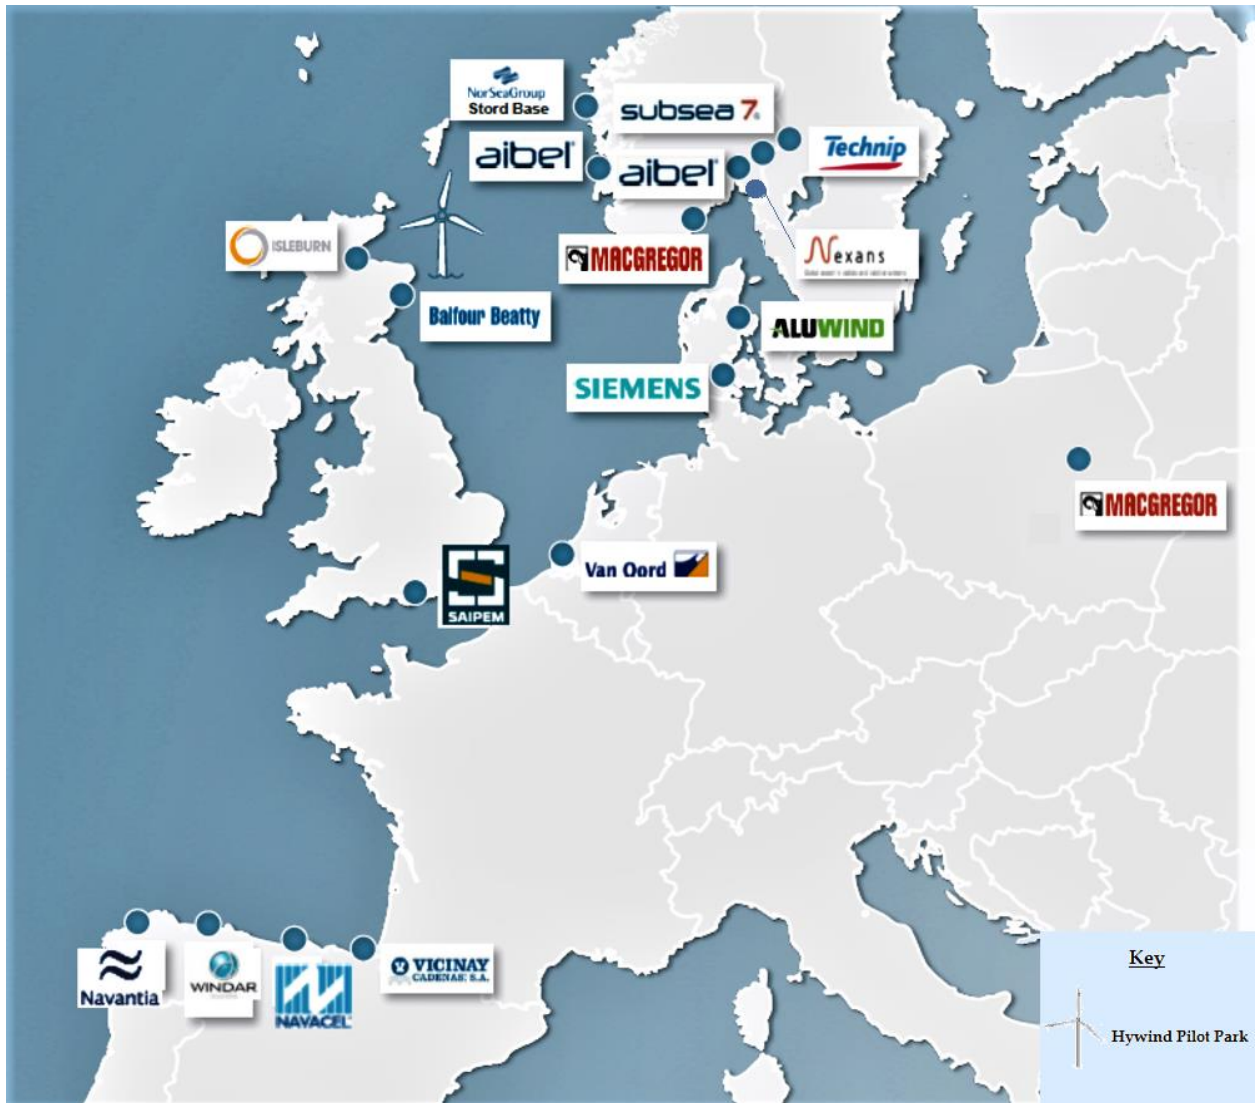 NorSeaGroup
Stord Base
subsea 7
aibel
aibel
Technip
ISLEBURN
MACGREGOR
Nexans
Balfour Beatty
ALUWIND
SIEMENS
MACGREGOR
Van Oord
SAIPEM
Navantia
WINDAR
NAVACEL
VICINAY
CADENAS, S.A.
Key
Hywind Pilot Park